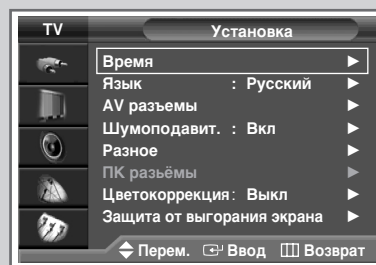 TV Установка
Время ►
Язык : Русский ►
AV разъемы ►
Шумоподавит. : Вкл ►
Разное ►
ПК разьёмы ►
Цветокоррекция: Выкл ►
Защита от выгорания экрана ►
Перем. Ввод Возврат